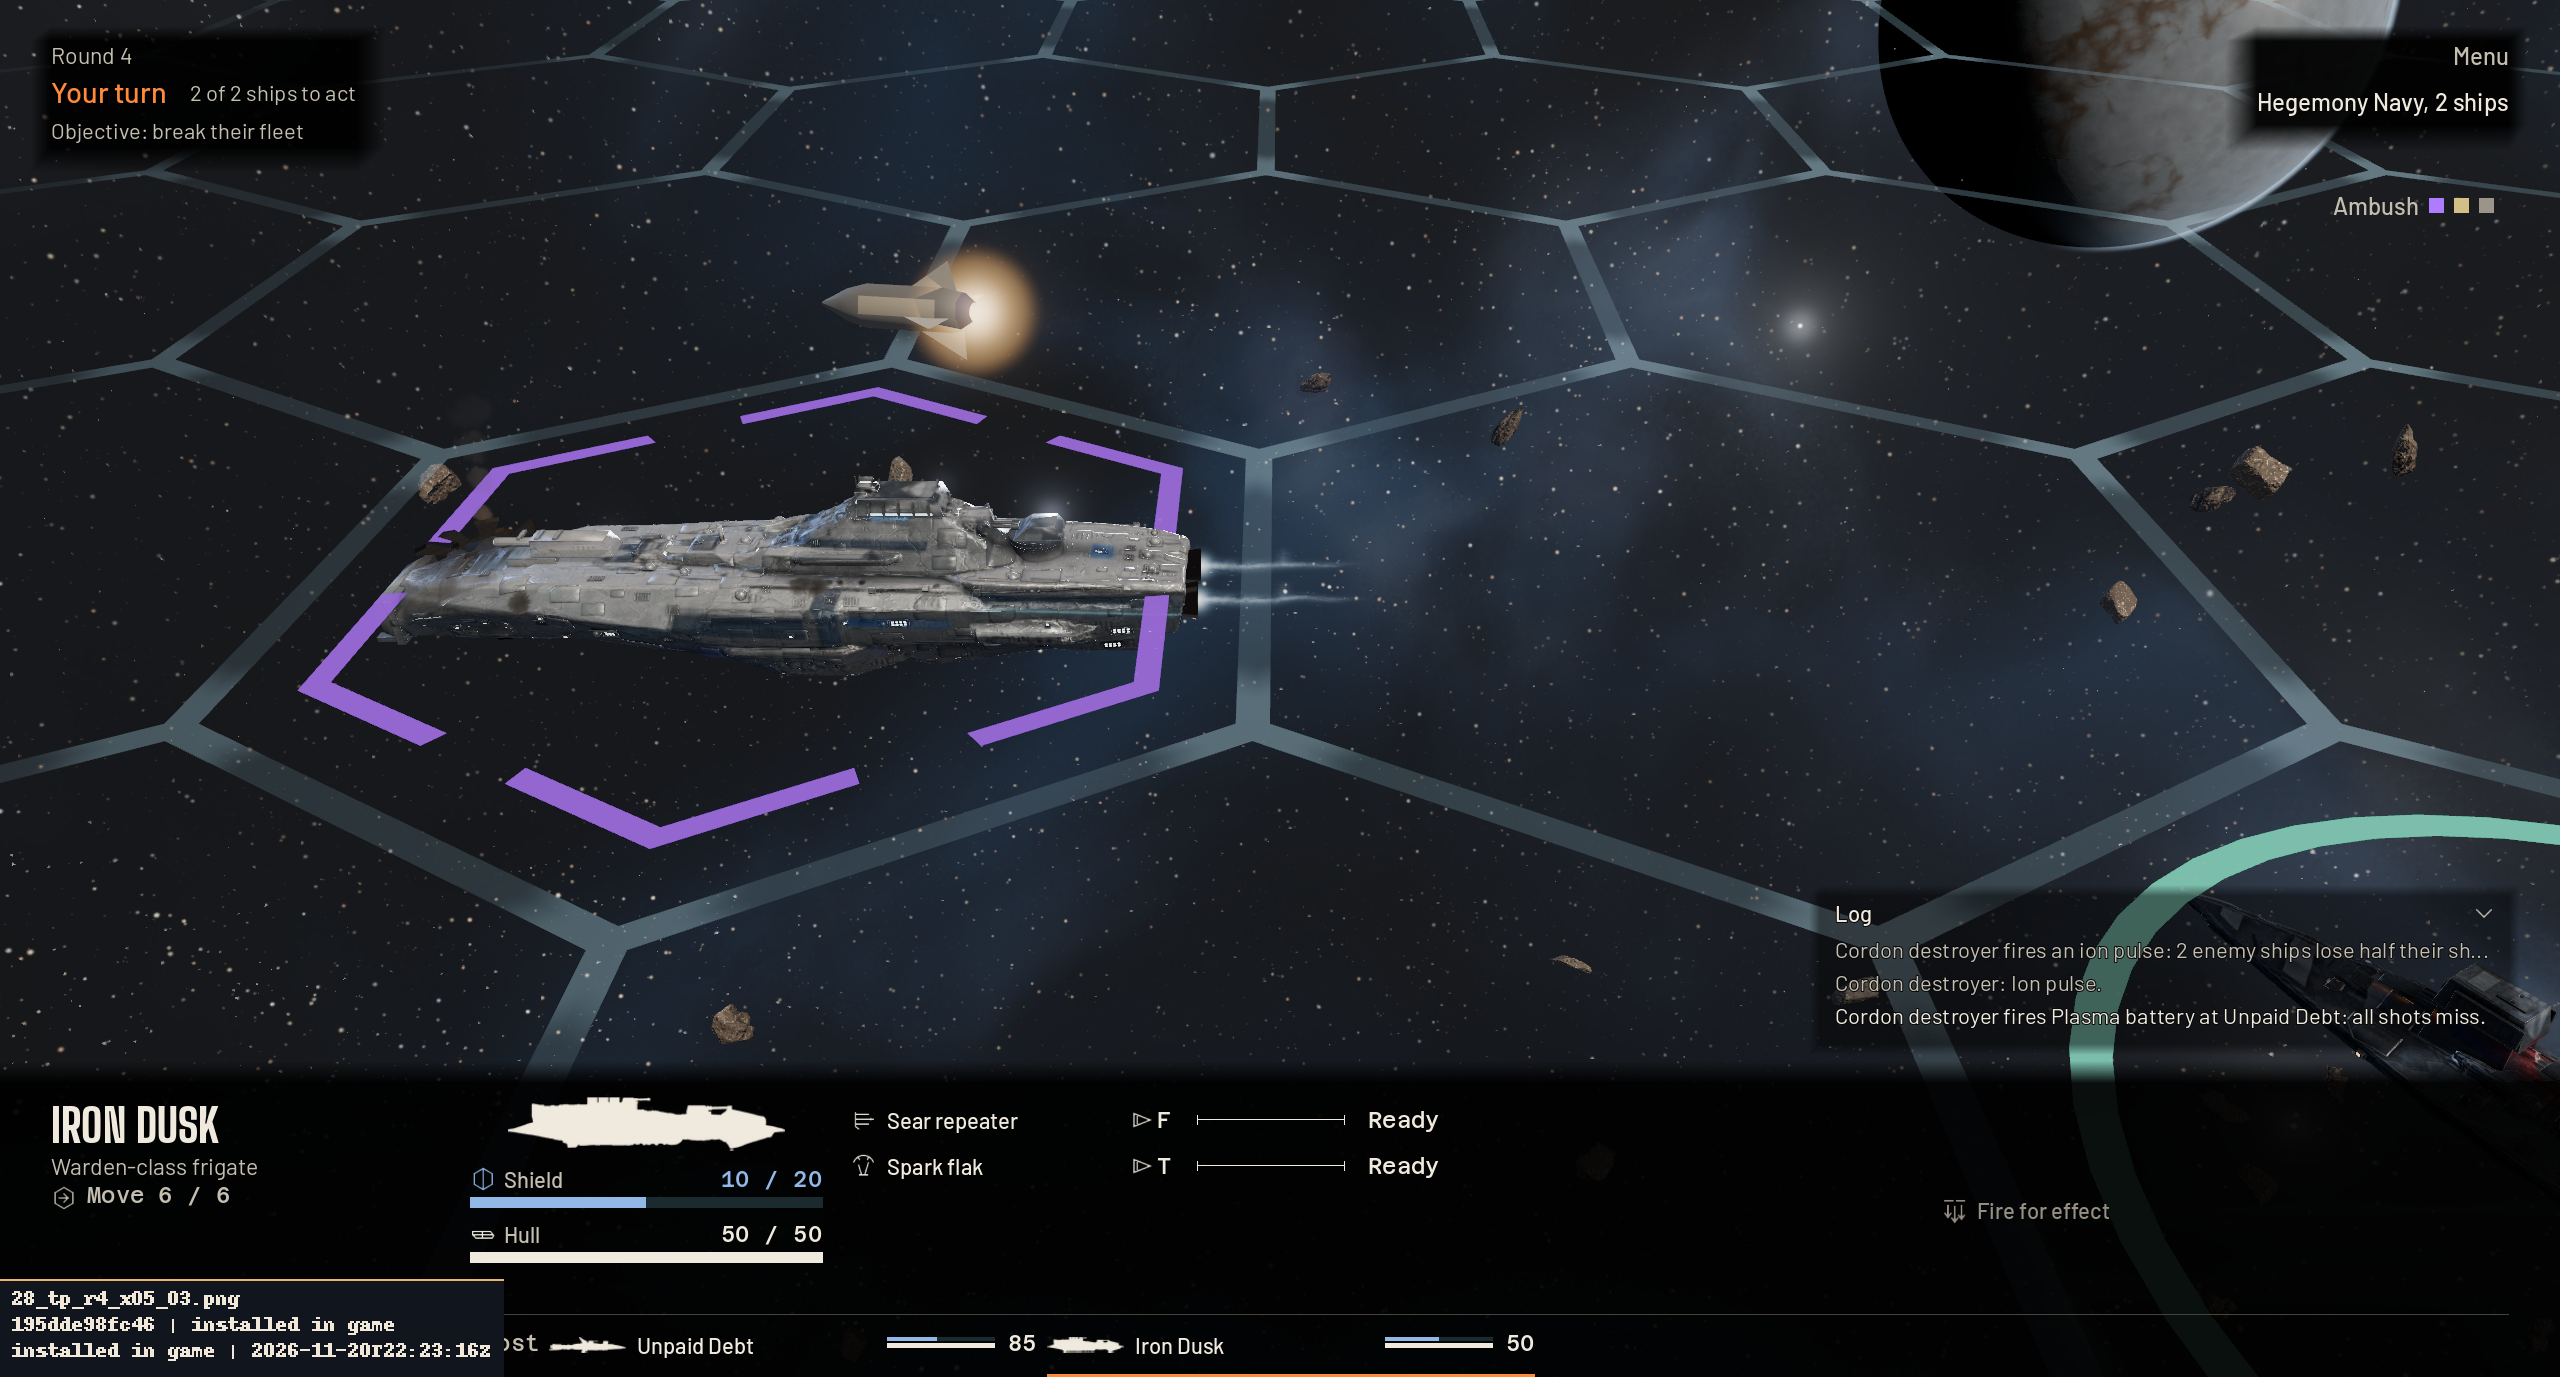 Round 4
Your turn 2 of 2 ships to act
Objective: break their fleet
Menu
Hegemony Navy, 2 ships
Ambush
Log
Cordon destroyer fires an ion pulse: 2 enemy ships lose half their sh...
Cordon destroyer: Ion pulse.
Cordon destroyer fires Plasma battery at Unpaid Debt: all shots miss.
IRON DUSK
Warden-class frigate
Move 6 / 6
Shield 10 / 20
Hull 50 / 50
Sear repeater F Ready
Spark flak T Ready
Fire for effect
28_tp_r4_x05_03.png
195dde98fc46 | installed in game
installed in game | 2026-11-20T22:23:16z
Unpaid Debt 85 Iron Dusk 50